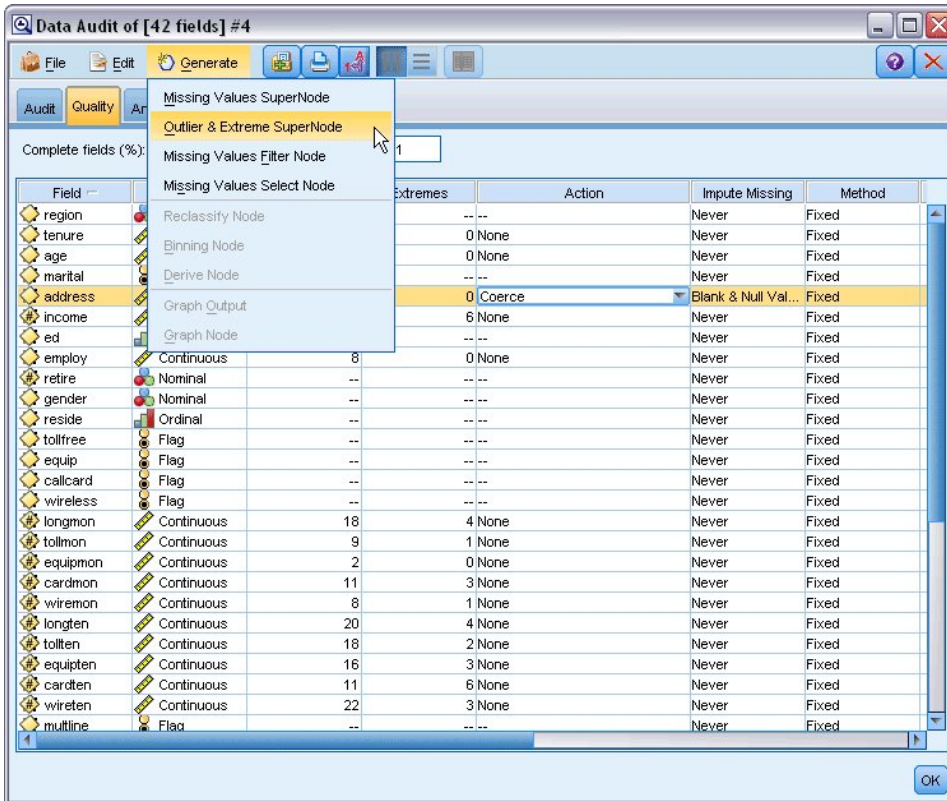 Data Audit of [42 fields] #4
File Edit Generate
Audit Quality An
Missing Values SuperNode
Outlier & Extreme SuperNode
Missing Values Filter Node
Missing Values Select Node
Reclassify Node
Binning Node
Derive Node
Graph Output
Graph Node
Complete fields (%): 1
Field Extremes Action Impute Missing Method
region -- -- Never Fixed
tenure 0 None Never Fixed
age 0 None Never Fixed
marital -- -- Never Fixed
address 0 Coerce Blank & Null Val... Fixed
income 6 None Never Fixed
ed -- -- Never Fixed
employ Continuous 8 0 None Never Fixed
retire Nominal -- -- -- Never Fixed
gender Nominal -- -- -- Never Fixed
reside Ordinal -- -- -- Never Fixed
tollfree Flag -- -- -- Never Fixed
equip Flag -- -- -- Never Fixed
callcard Flag -- -- -- Never Fixed
wireless Flag -- -- -- Never Fixed
longmon Continuous 18 4 None Never Fixed
tollmon Continuous 9 1 None Never Fixed
equipmon Continuous 2 0 None Never Fixed
cardmon Continuous 11 3 None Never Fixed
wiremon Continuous 8 1 None Never Fixed
longten Continuous 20 4 None Never Fixed
tollten Continuous 18 2 None Never Fixed
equipten Continuous 16 3 None Never Fixed
cardten Continuous 11 6 None Never Fixed
wireten Continuous 22 3 None Never Fixed
multline Flag -- -- -- Never Fixed
OK